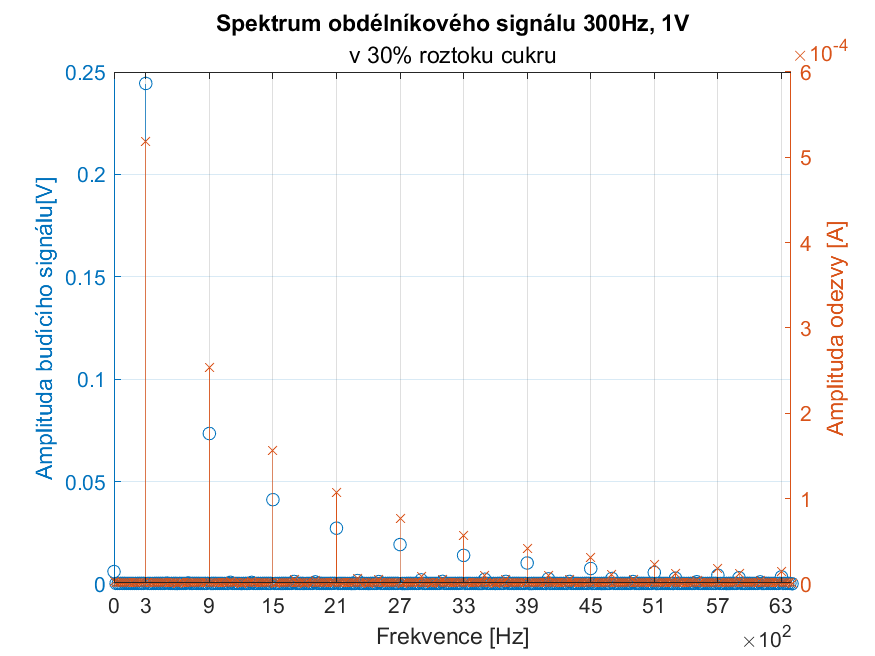 Spektrum obdélníkového signálu 300Hz, 1V
v 30% roztoku cukru
×10⁻⁴
0.25
0.2
0.15
0.1
0.05
0
Amplituda budícího signálu[V]
6
5
4
3
2
1
0
Amplituda odezvy [A]
0 3 9 15 21 27 33 39 45 51 57 63
Frekvence [Hz]
×10²